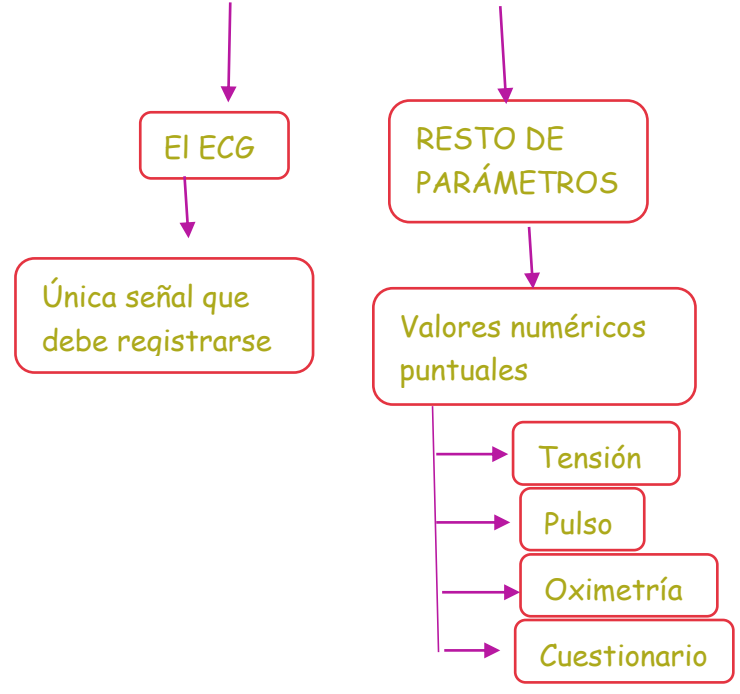 El ECG
Única señal que
debe registrarse
RESTO DE
PARÁMETROS
Valores numéricos
puntuales
Tensión
Pulso
Oximetría
Cuestionario